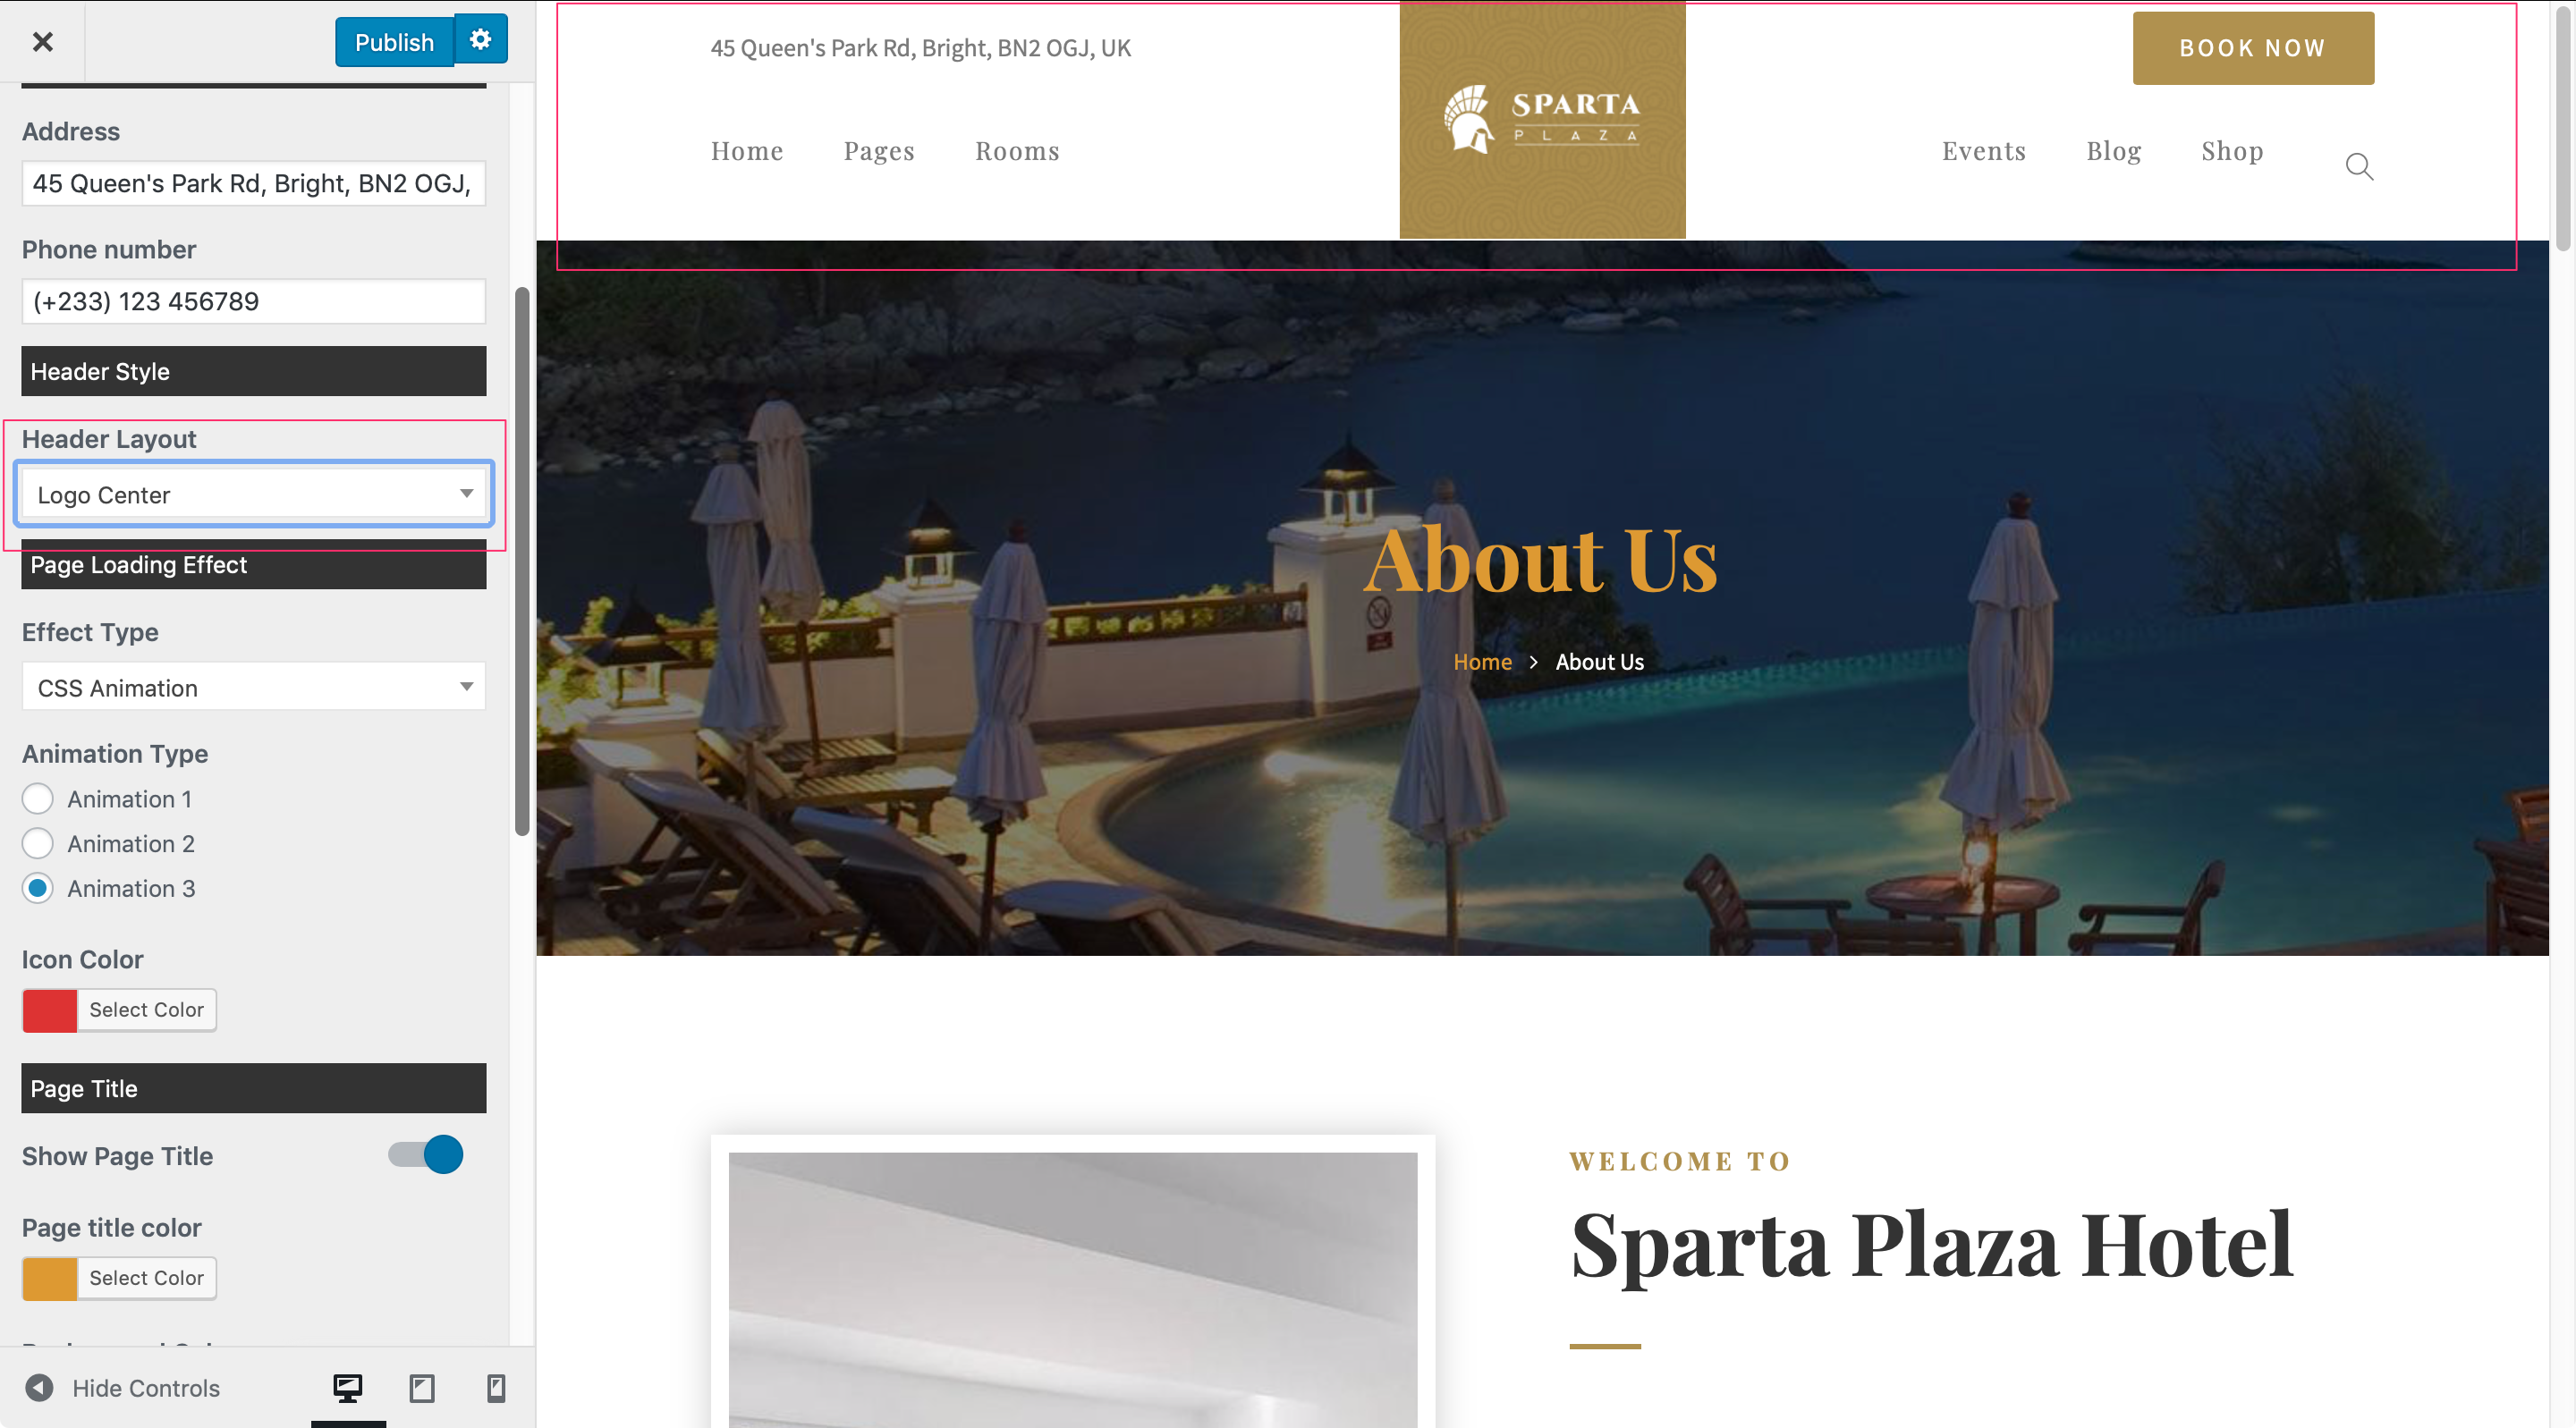 Publish
Address
45 Queen's Park Rd, Bright, BN2 OGJ,
Phone number
(+233) 123 456789
Header Style
Header Layout
Logo Center
Page Loading Effect
Effect Type
CSS Animation
Animation Type
Animation 1
Animation 2
Animation 3
Icon Color
Select Color
Page Title
Show Page Title
Page title color
Select Color
Hide Controls
45 Queen's Park Rd, Bright, BN2 OGJ, UK
BOOK NOW
Home Pages Rooms
SPARTA
PLAZA
Events Blog Shop
About Us
Home > About Us
WELCOME TO
Sparta Plaza Hotel